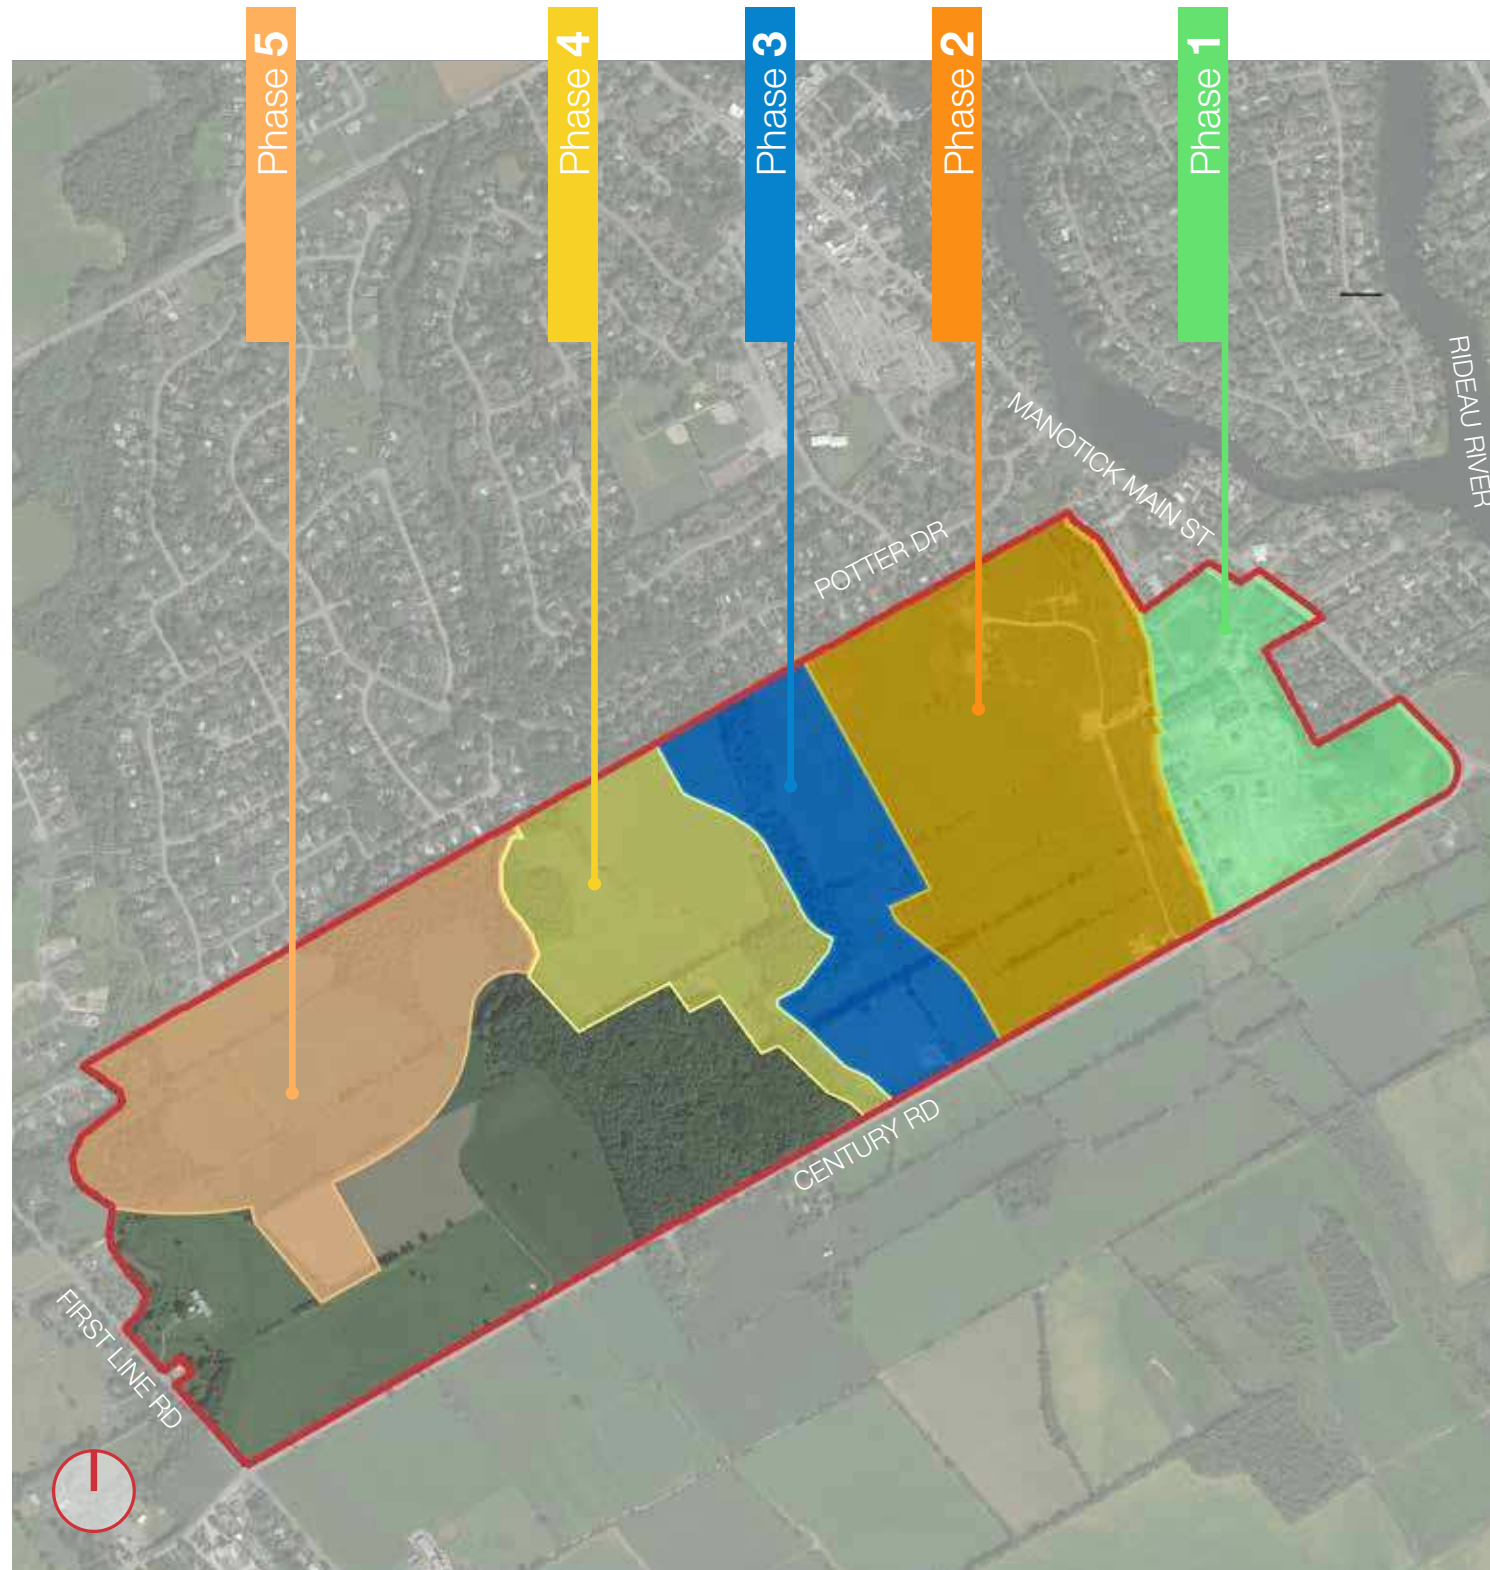 Phase 5
Phase 4
Phase 3
Phase 2
Phase 1
RIDEAU RIVER
MANOTICK MAIN ST
POTTER DR
CENTURY RD
FIRST LINE RD